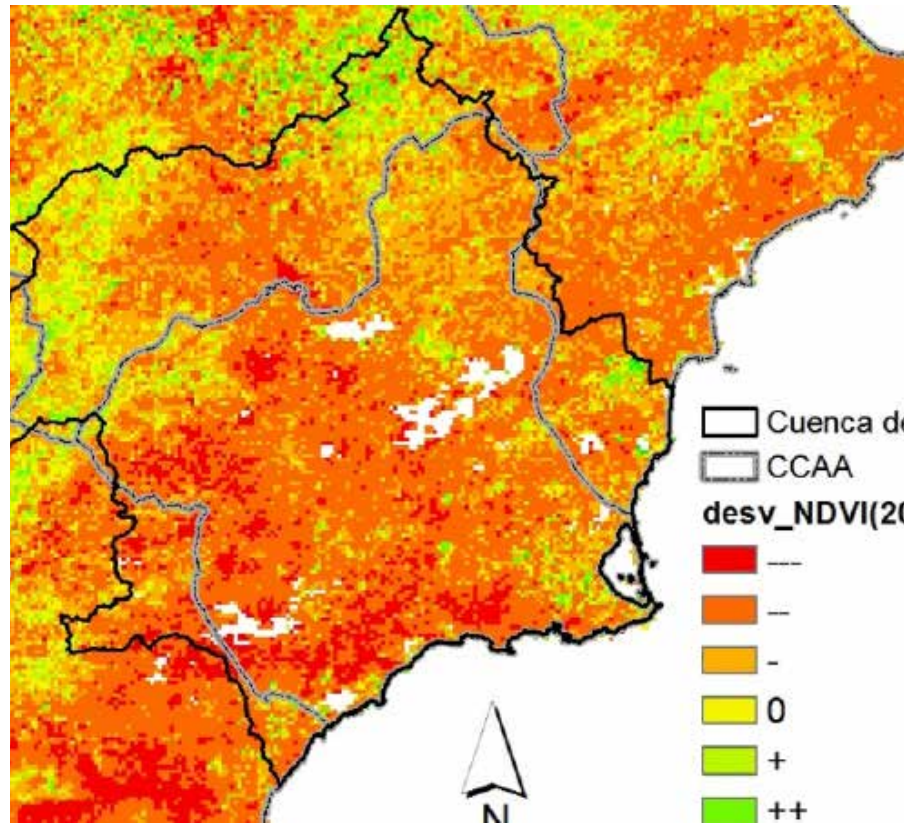 Cuenca de
CCAA
desv_NDVI(20
---
--
-
0
+
++
N